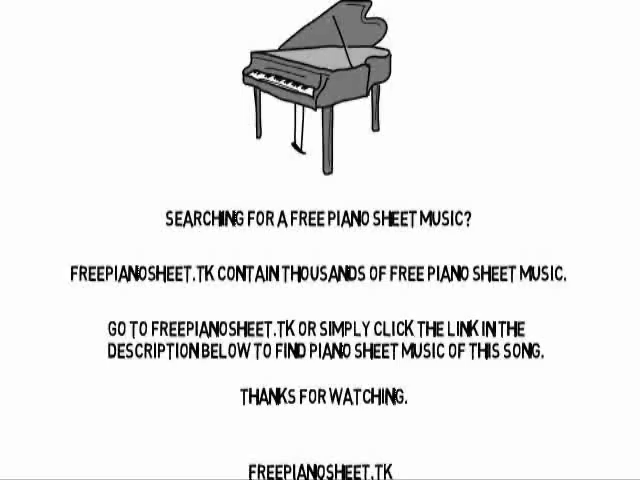 SEARCHING FOR A FREE PIANO SHEET MUSIC?
FREEPIANOSHEET.TK CONTAIN THOUSANDS OF FREE PIANO SHEET MUSIC.
GO TO FREEPIANOSHEET.TK OR SIMPLY CLICK THE LINK IN THE
DESCRIPTION BELOW TO FIND PIANO SHEET MUSIC OF THIS SONG.
THANKS FOR WATCHING.
FREEPIANOSHEET.TK